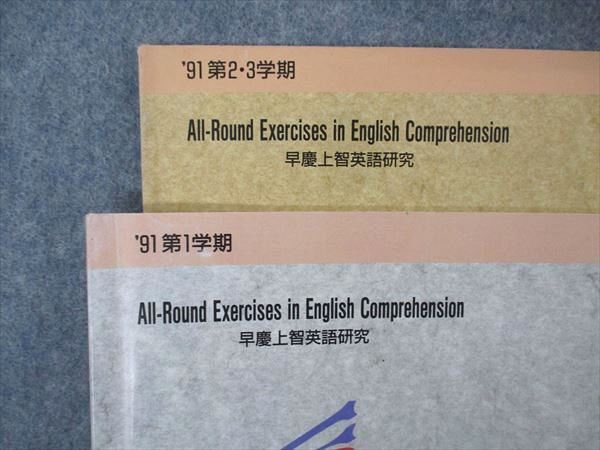 '91 第2・3学期
All-Round Exercises in English Comprehension
早慶上智英語研究
'91 第1学期
All-Round Exercises in English Comprehension
早慶上智英語研究